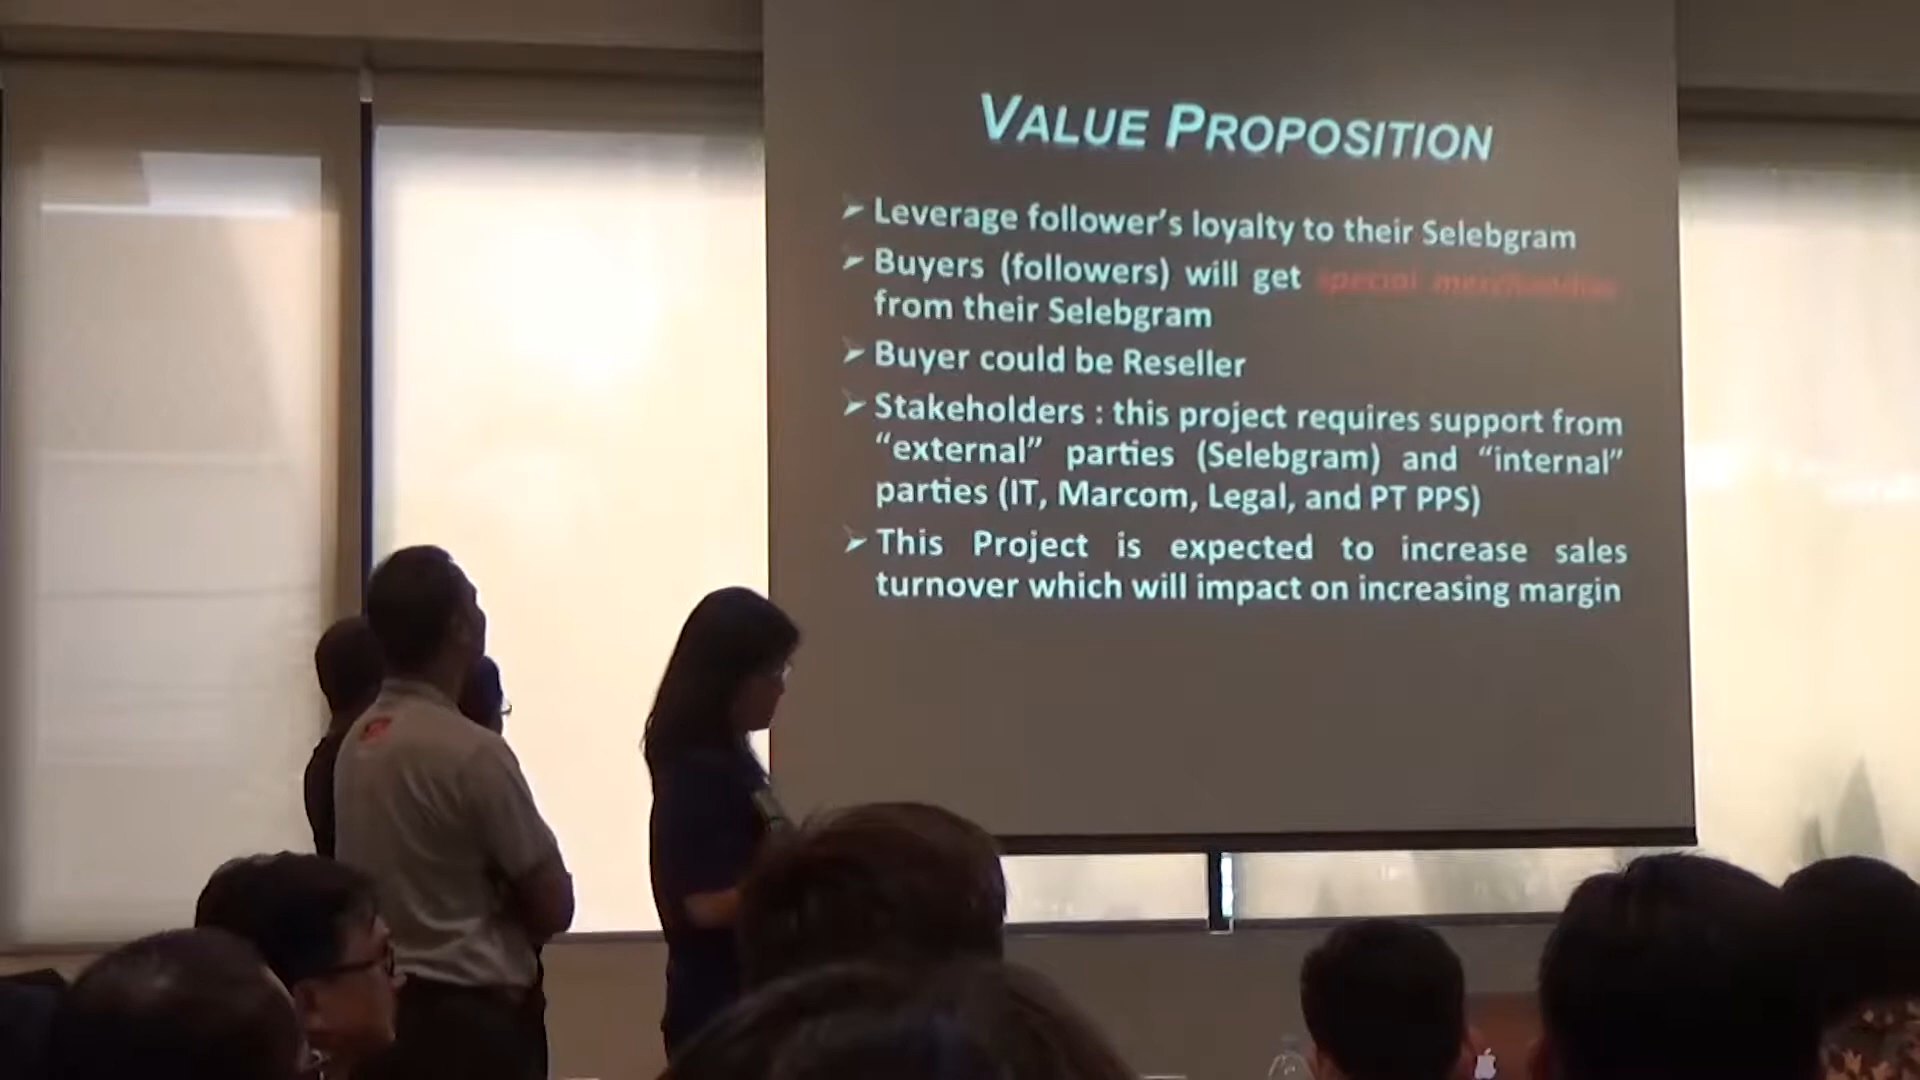 VALUE PROPOSITION
➢ Leverage follower's loyalty to their Selebgram
➢ Buyers (followers) will get special merchandise
from their Selebgram
➢ Buyer could be Reseller
➢ Stakeholders : this project requires support from
"external" parties (Selebgram) and "internal"
parties (IT, Marcom, Legal, and PT PPS)
➢ This Project is expected to increase sales
turnover which will impact on increasing margin